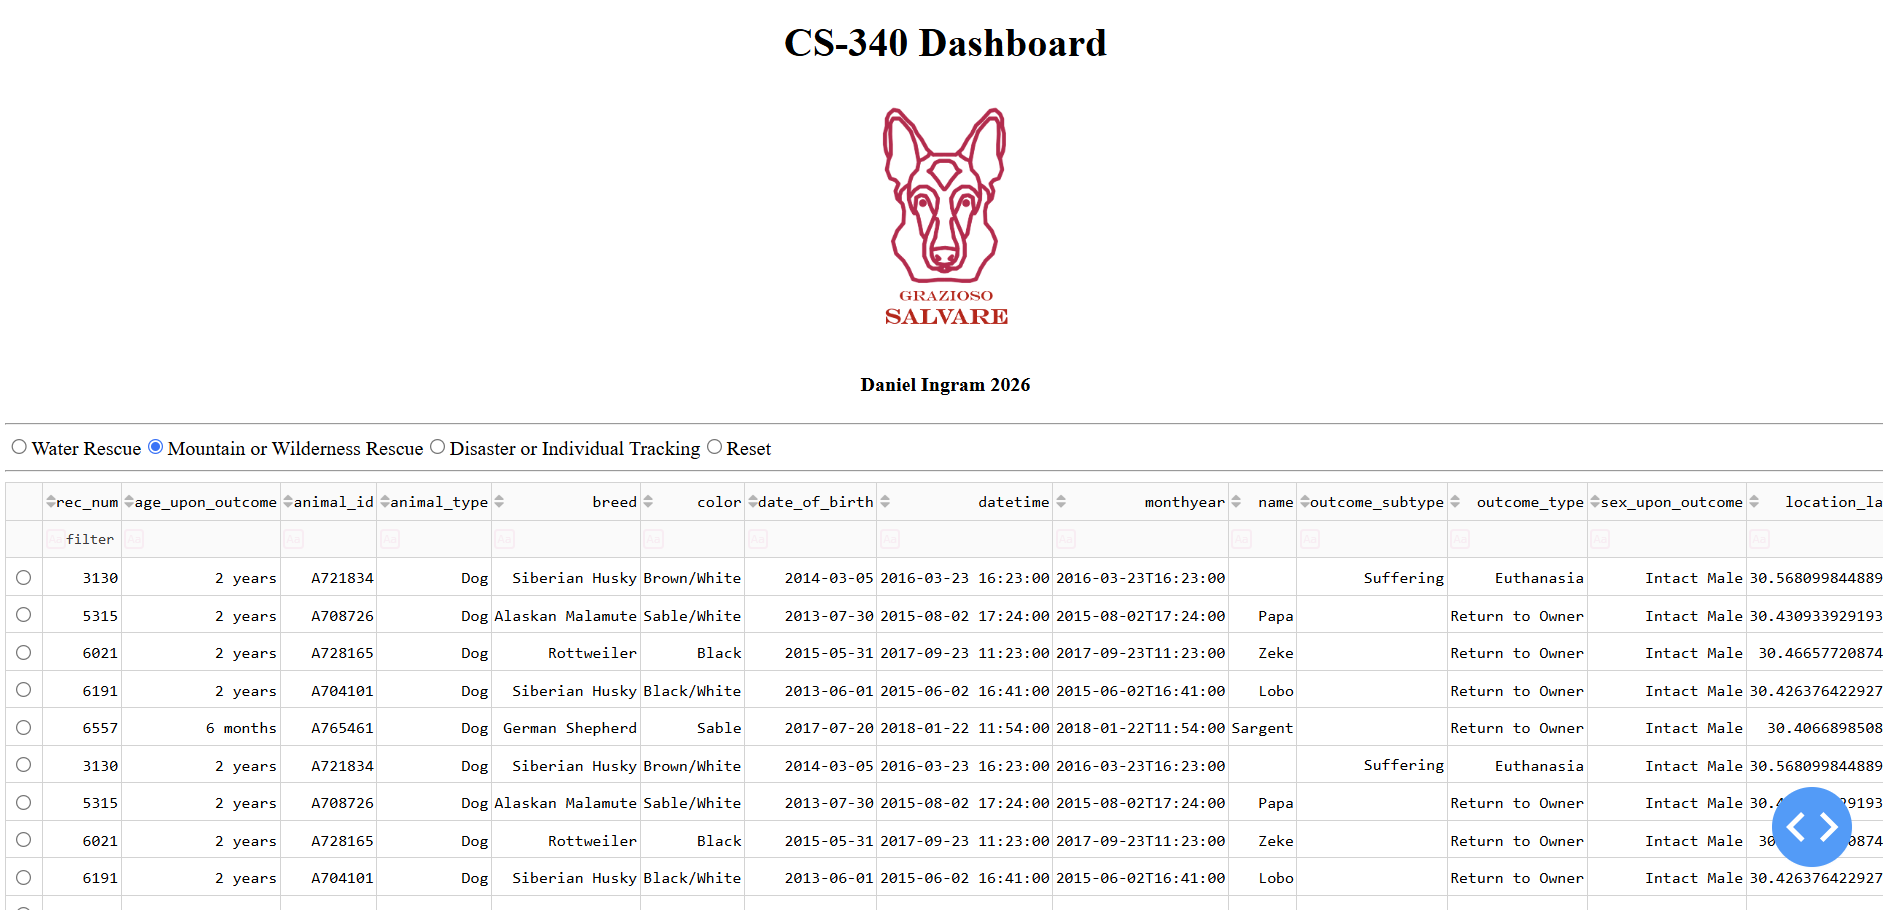 CS-340 Dashboard
GRAZIOSO
SALVARE
Daniel Ingram 2026
Water Rescue Mountain or Wilderness Rescue Disaster or Individual Tracking Reset
rec_num age_upon_outcome animal_id animal_type breed color date_of_birth datetime monthyear name outcome_subtype outcome_type sex_upon_outcome location_la
Aa filter Aa Aa Aa Aa Aa Aa Aa Aa Aa Aa Aa Aa Aa
3130 2 years A721834 Dog Siberian Husky Brown/White 2014-03-05 2016-03-23 16:23:00 2016-03-23T16:23:00 Suffering Euthanasia Intact Male 30.568099844889
5315 2 years A708726 Dog Alaskan Malamute Sable/White 2013-07-30 2015-08-02 17:24:00 2015-08-02T17:24:00 Papa Return to Owner Intact Male 30.430933929193
6021 2 years A728165 Dog Rottweiler Black 2015-05-31 2017-09-23 11:23:00 2017-09-23T11:23:00 Zeke Return to Owner Intact Male 30.46657720874
6191 2 years A704101 Dog Siberian Husky Black/White 2013-06-01 2015-06-02 16:41:00 2015-06-02T16:41:00 Lobo Return to Owner Intact Male 30.426376422927
6557 6 months A765461 Dog German Shepherd Sable 2017-07-20 2018-01-22 11:54:00 2018-01-22T11:54:00 Sargent Return to Owner Intact Male 30.4066898508
3130 2 years A721834 Dog Siberian Husky Brown/White 2014-03-05 2016-03-23 16:23:00 2016-03-23T16:23:00 Suffering Euthanasia Intact Male 30.568099844889
5315 2 years A708726 Dog Alaskan Malamute Sable/White 2013-07-30 2015-08-02 17:24:00 2015-08-02T17:24:00 Papa Return to Owner Intact Male
6021 2 years A728165 Dog Rottweiler Black 2015-05-31 2017-09-23 11:23:00 2017-09-23T11:23:00 Zeke Return to Owner Intact Male
6191 2 years A704101 Dog Siberian Husky Black/White 2013-06-01 2015-06-02 16:41:00 2015-06-02T16:41:00 Lobo Return to Owner Intact Male 30.426376422927